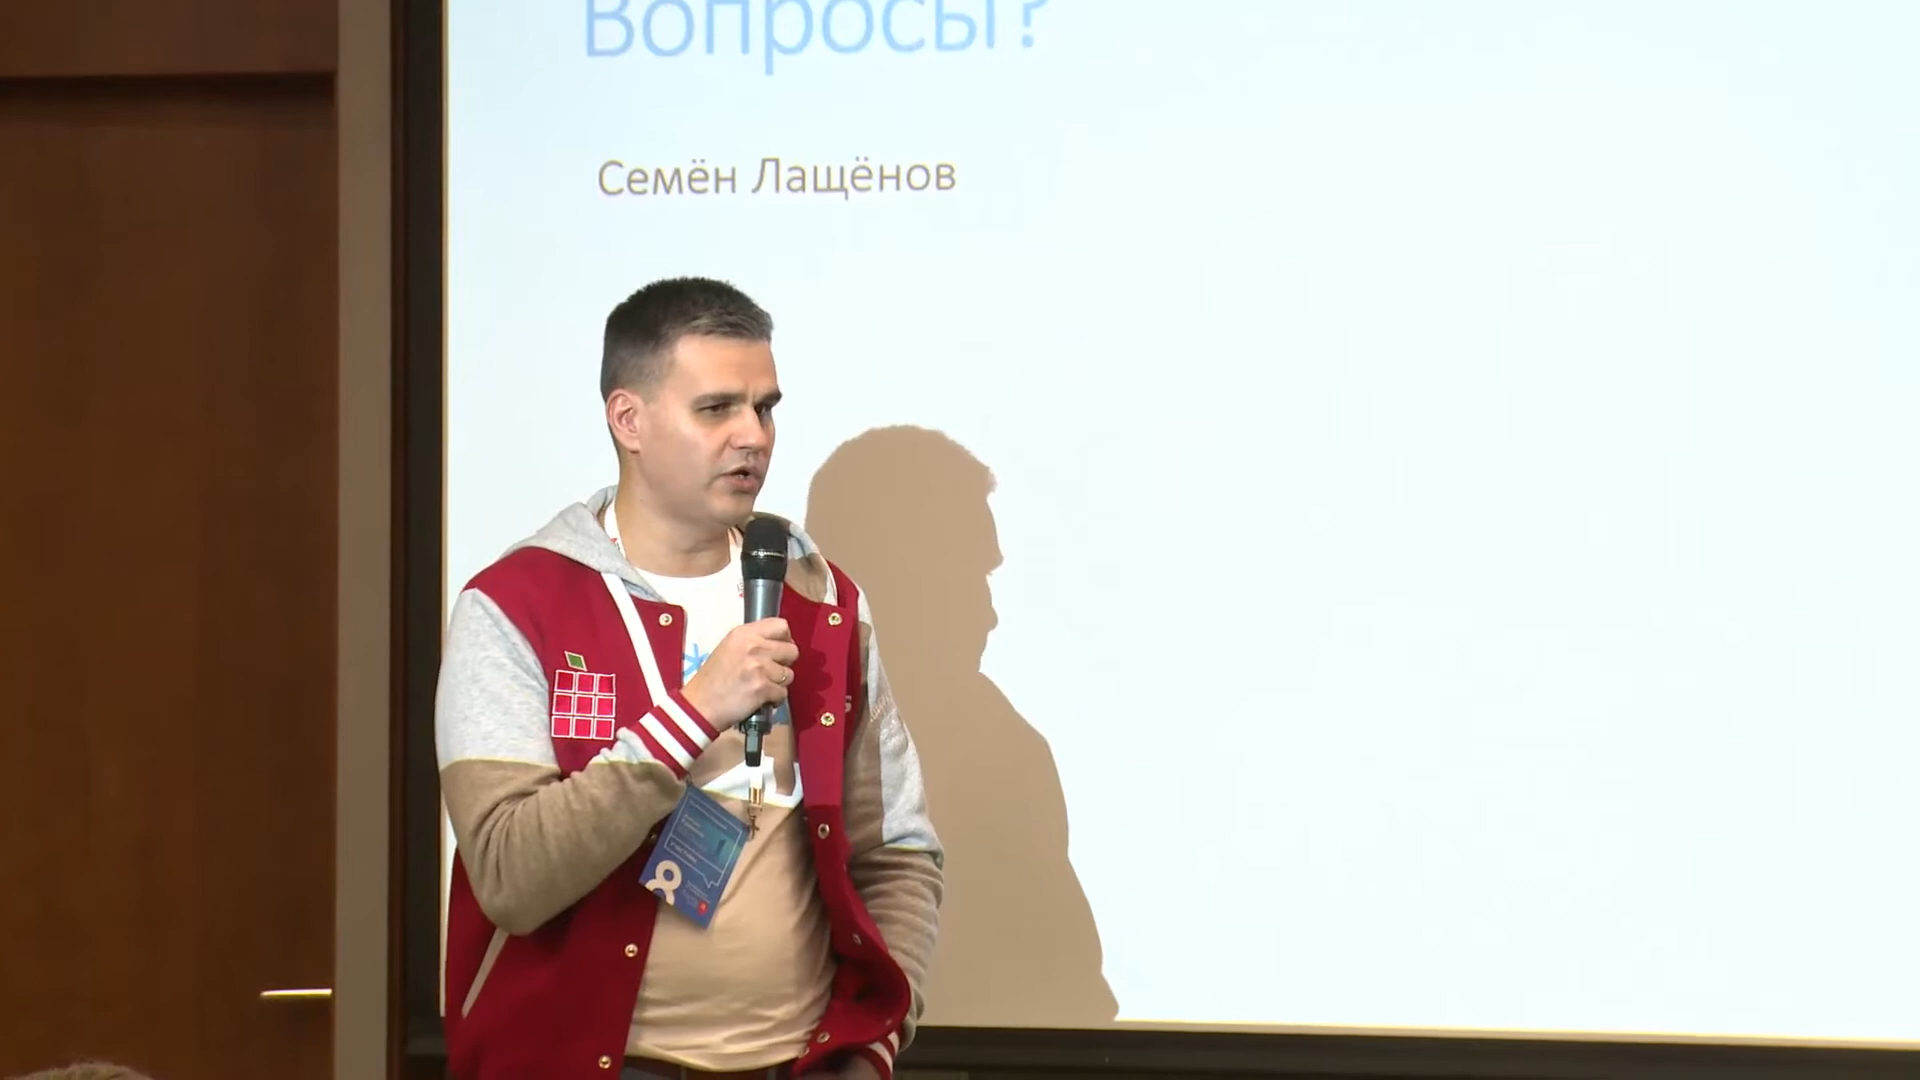 Вопросы?
Семён Лащёнов